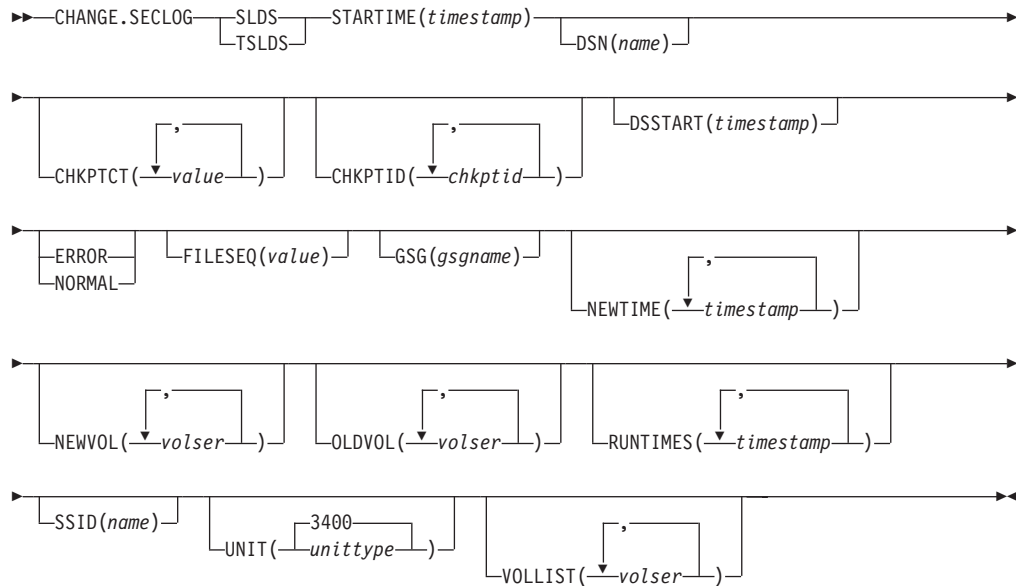 CHANGE.SECLOG SLDS STARTIME(timestamp)
TSLDS DSN(name)
, , DSSTART(timestamp)
CHKPTCT( value ) CHKPTID( chkptid )
ERROR FILESEQ(value) GSG(gsgname) ,
NORMAL NEWTIME( timestamp )
, , ,
NEWVOL( volser ) OLDVOL( volser ) RUNTIMES( timestamp )
SSID(name) 3400 ,
UNIT( unittype ) VOLLIST( volser )